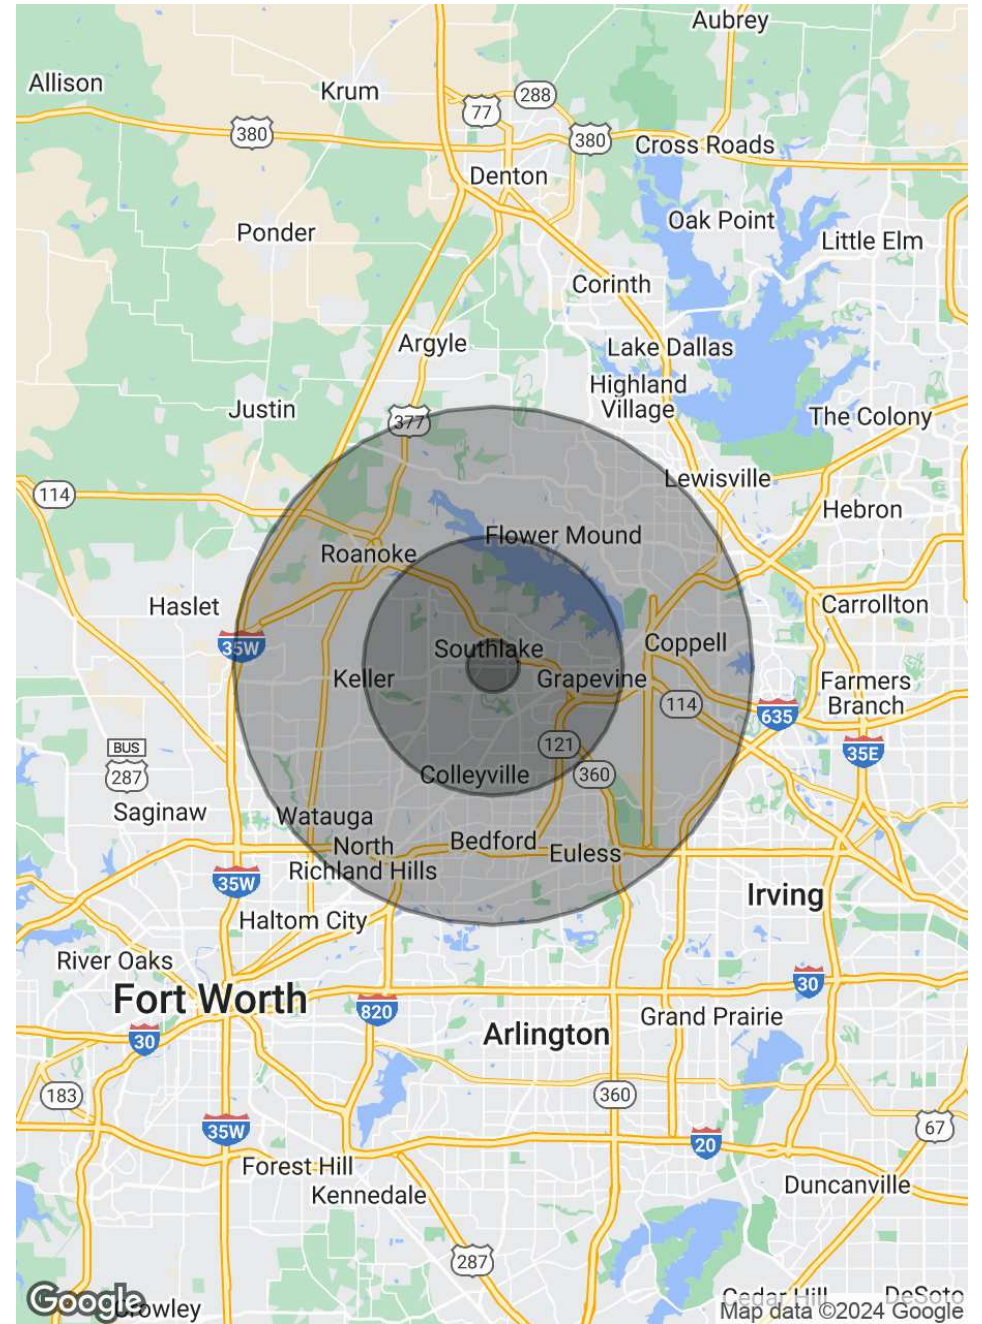 Aubrey
Allison
Krum
288
77
380
380
Cross Roads
Denton
Oak Point
Ponder
Little Elm
Corinth
Argyle
Lake Dallas
Highland
Village
Justin
The Colony
377
Lewisville
114
Hebron
Flower Mound
Roanoke
Haslet
Carrollton
35W
Southlake
Coppell
Keller
Grapevine
Farmers
Branch
114
635
BUS
287
121
35E
360
Colleyville
Saginaw
Watauga
North
Richland Hills
Bedford
Euless
35W
Irving
Haltom City
River Oaks
Fort Worth
30
820
Grand Prairie
Arlington
30
183
360
35W
67
20
Forest Hill
Kennedale
Duncanville
287
Cedar Hill
DeSoto
Google
Crowley
Map data ©2024 Google